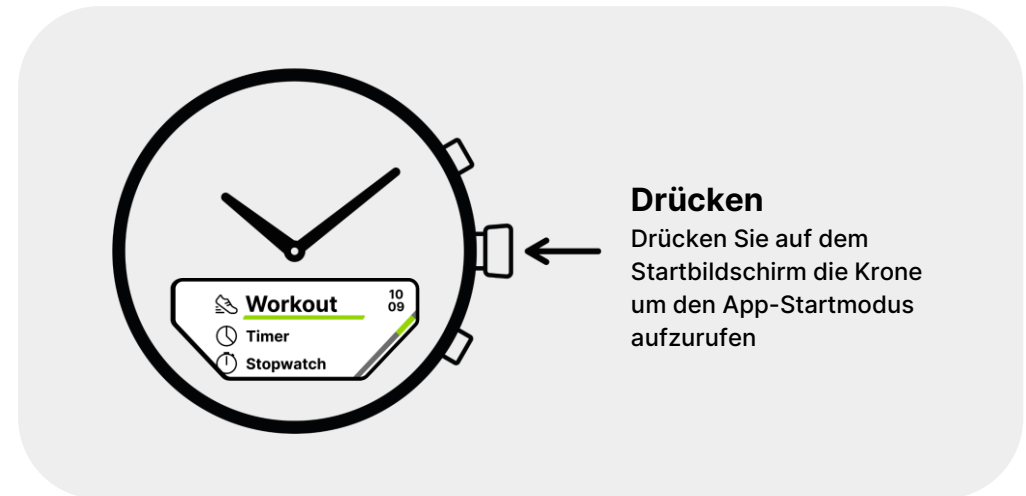 Drücken
Drücken Sie auf dem
Startbildschirm die Krone
um den App-Startmodus
aufzurufen
Workout
10
09
Timer
Stopwatch